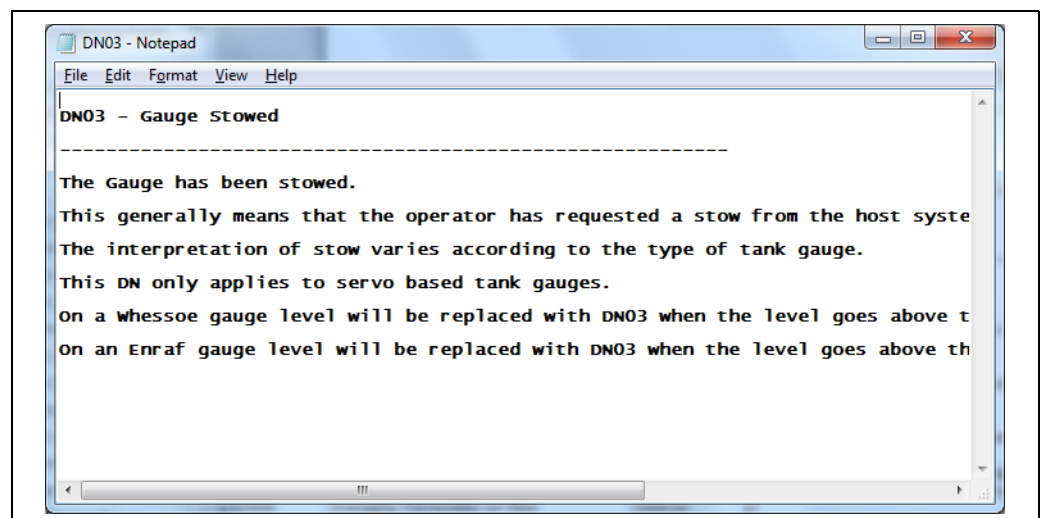 DN03 - Notepad
File Edit Format View Help
DN03 – Gauge Stowed
----------------------------------------------------------
The Gauge has been stowed.
This generally means that the operator has requested a stow from the host syste
The interpretation of stow varies according to the type of tank gauge.
This DN only applies to servo based tank gauges.
On a Whessoe gauge level will be replaced with DN03 when the level goes above t
On an Enraf gauge level will be replaced with DN03 when the level goes above th